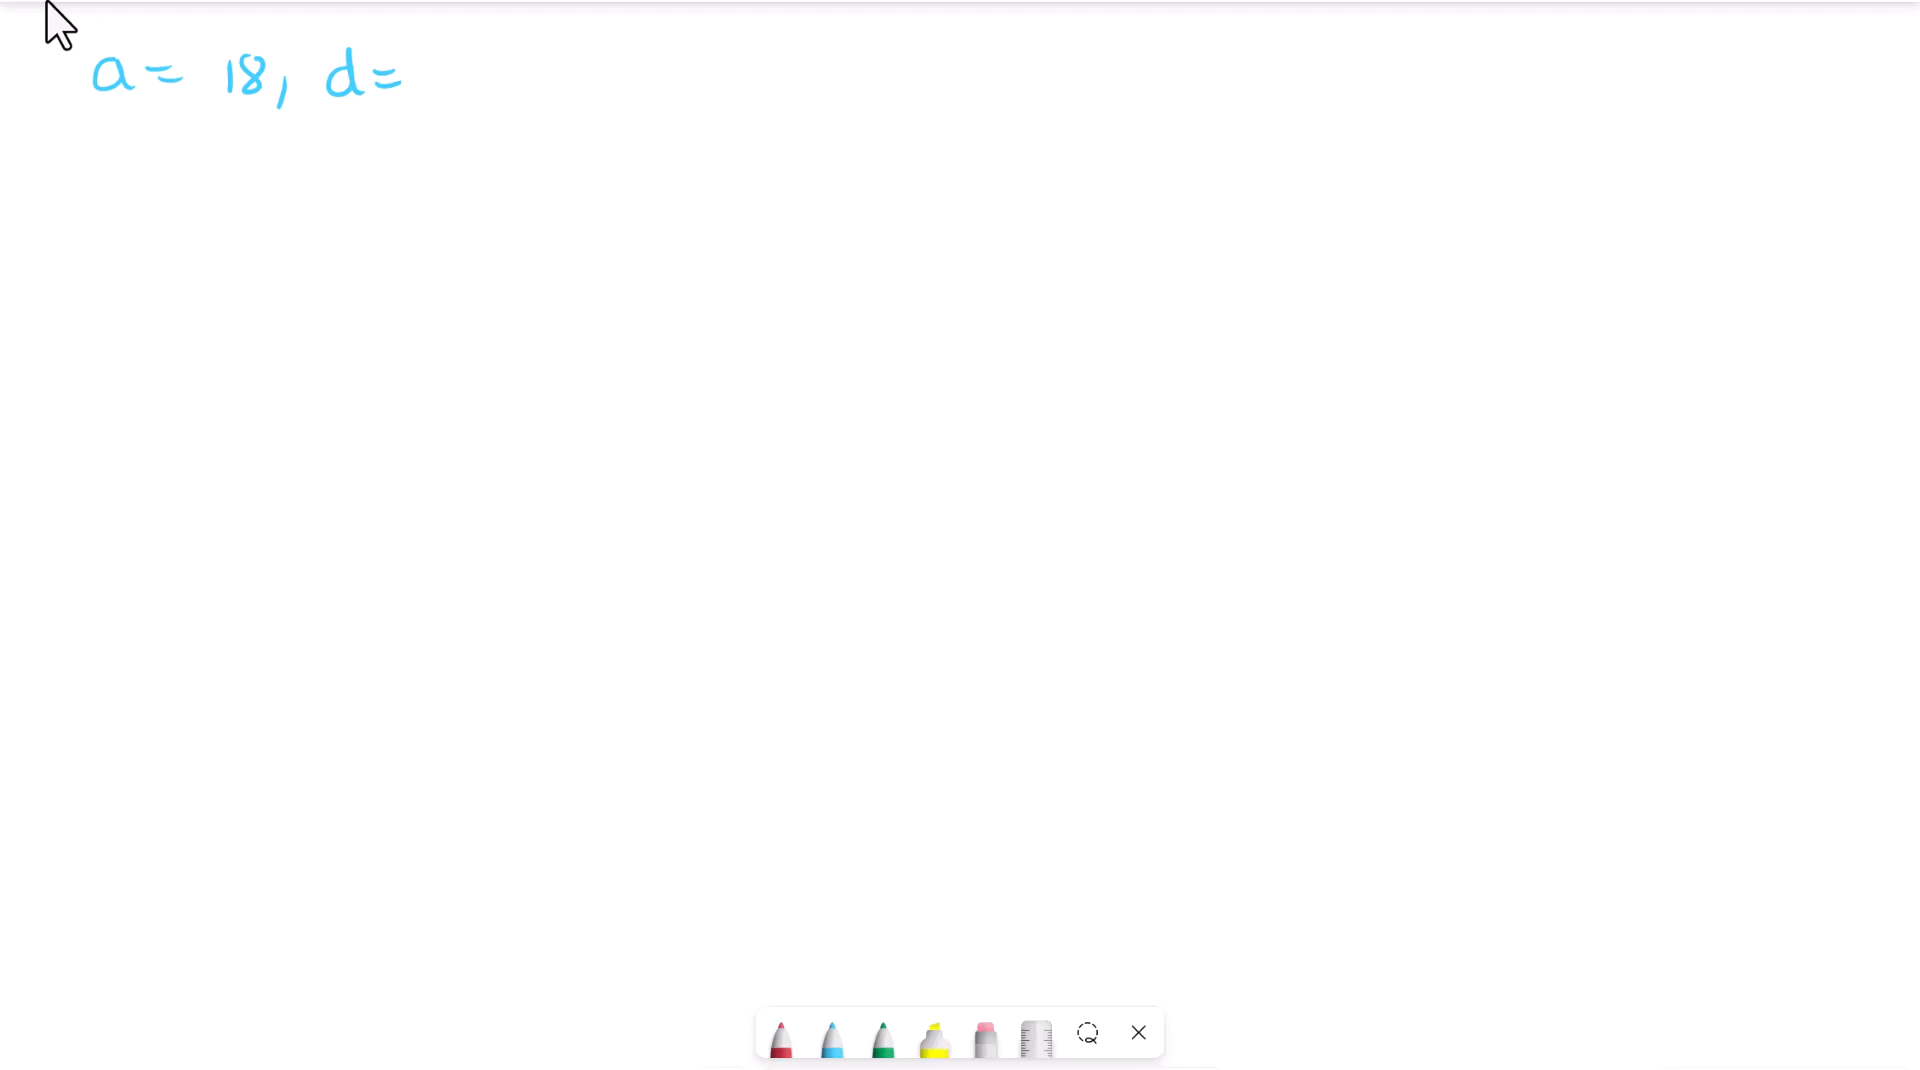 a = 18, d =